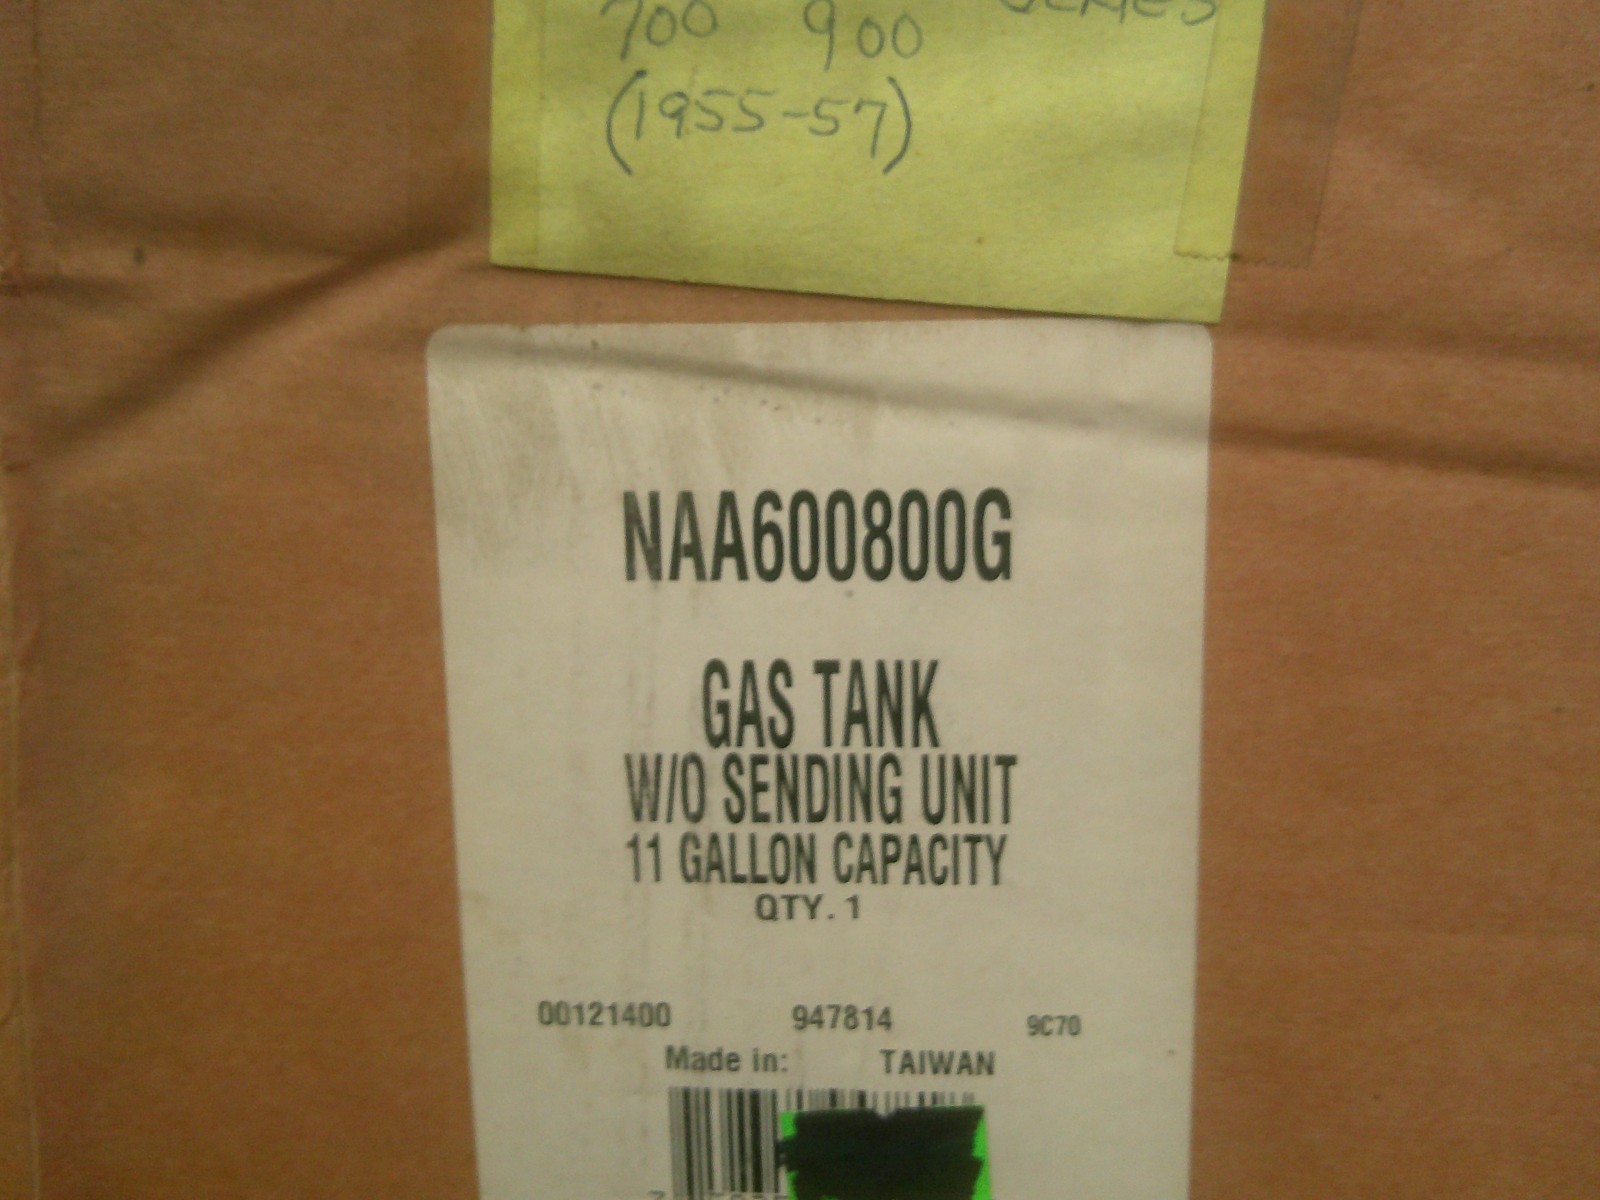 SERIES
700 900
(1955-57)
NAA600800G
GAS TANK
W/O SENDING UNIT
11 GALLON CAPACITY
QTY. 1
00121400 947814 9C70
Made in: TAIWAN